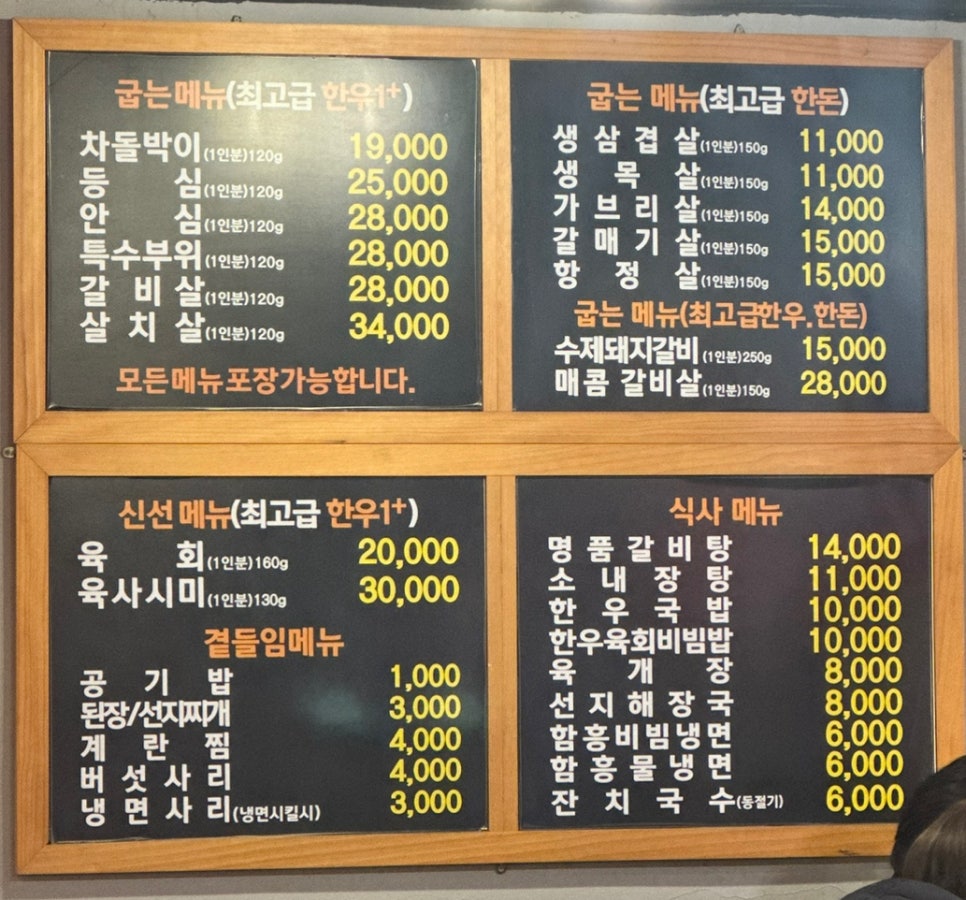 굽는메뉴(최고급 한우1+)
차돌박이(1인분)120g 19,000
등심(1인분)120g 25,000
안심(1인분)120g 28,000
특수부위(1인분)120g 28,000
갈비살(1인분)120g 28,000
살치살(1인분)120g 34,000
모든메뉴포장가능합니다.
굽는 메뉴(최고급 한돈)
생삼겹살(1인분)150g 11,000
생목살(1인분)150g 11,000
가브리살(1인분)150g 14,000
갈매기살(1인분)150g 15,000
항정살(1인분)150g 15,000
굽는 메뉴(최고급한우.한돈)
수제돼지갈비(1인분)250g 15,000
매콤 갈비살(1인분)150g 28,000
신선메뉴(최고급 한우1+)
육회(1인분)160g 20,000
육사시미(1인분)130g 30,000
곁들임메뉴
공기밥 1,000
된장/선지찌개 3,000
계란찜 4,000
버섯사리 4,000
냉면사리(냉면시킬시) 3,000
식사 메뉴
명품갈비탕 14,000
소내장탕 11,000
한우국밥 10,000
한우육회비빔밥 10,000
육개장 8,000
선지해장국 8,000
함흥비빔냉면 6,000
함흥물냉면 6,000
잔치국수(동절기) 6,000